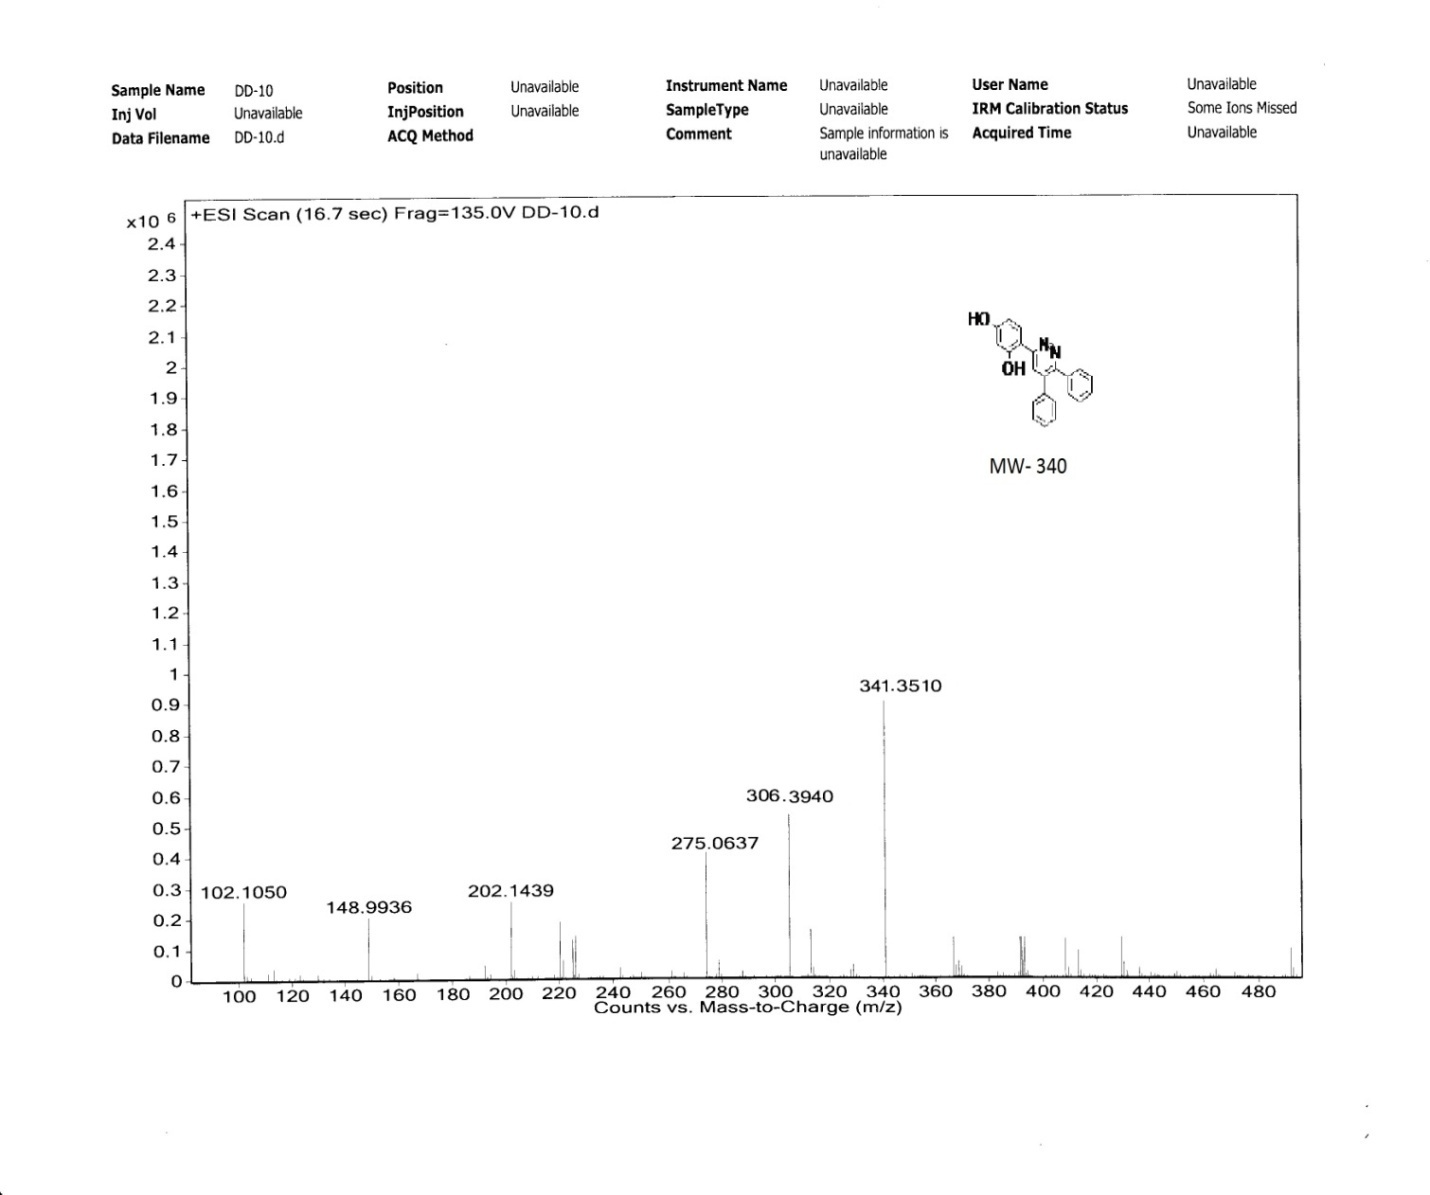 Sample Name DD-10 Position Unavailable Instrument Name Unavailable User Name Unavailable
Inj Vol Unavailable InjPosition Unavailable SampleType Unavailable IRM Calibration Status Some Ions Missed
Data Filename DD-10.d ACQ Method Comment Sample information is Acquired Time Unavailable
unavailable
x10 6 +ESI Scan (16.7 sec) Frag=135.0V DD-10.d
2.4
2.3
2.2
2.1
2
1.9
1.8
1.7
1.6
1.5
1.4
1.3
1.2
1.1
1
0.9
0.8
0.7
0.6
0.5
0.4
0.3
0.2
0.1
0
HO
N
N
OH
MW- 340
341.3510
306.3940
275.0637
202.1439
102.1050
148.9936
100 120 140 160 180 200 220 240 260 280 300 320 340 360 380 400 420 440 460 480
Counts vs. Mass-to-Charge (m/z)